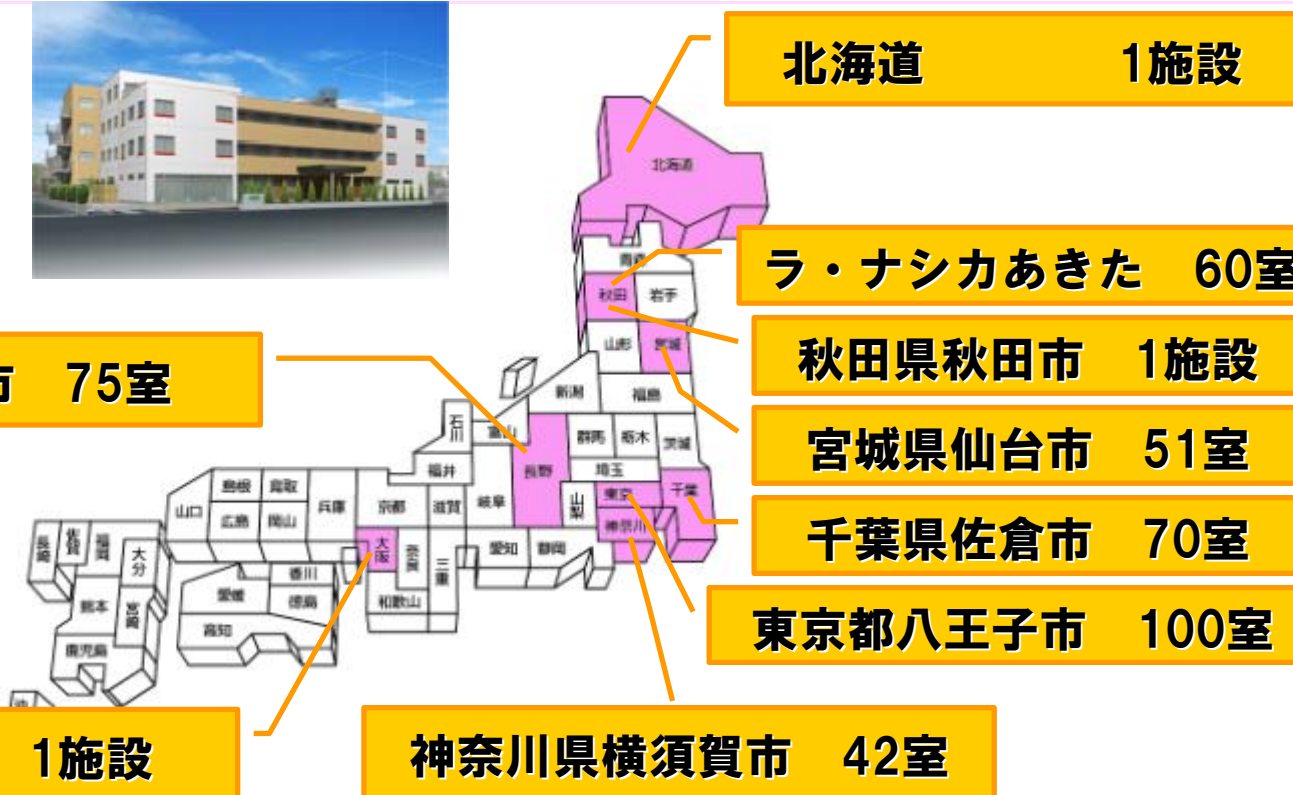 北海道　1施設
北海道
ラ・ナシカあきた　60室
青森
秋田
岩手
秋田県秋田市　1施設
山形
宮城
市　75室
新潟
福島
石川
富山
群馬
栃木
茨城
宮城県仙台市　51室
福井
長野
埼玉
島根
鳥取
兵庫
京都
滋賀
岐阜
山梨
東京
千葉
山口
広島
岡山
神奈川
千葉県佐倉市　70室
長崎
佐賀
福岡
大分
大阪
奈良
三重
愛知
静岡
香川
愛媛
徳島
和歌山
熊本
宮崎
高知
東京都八王子市　100室
鹿児島
1施設
神奈川県横須賀市　42室